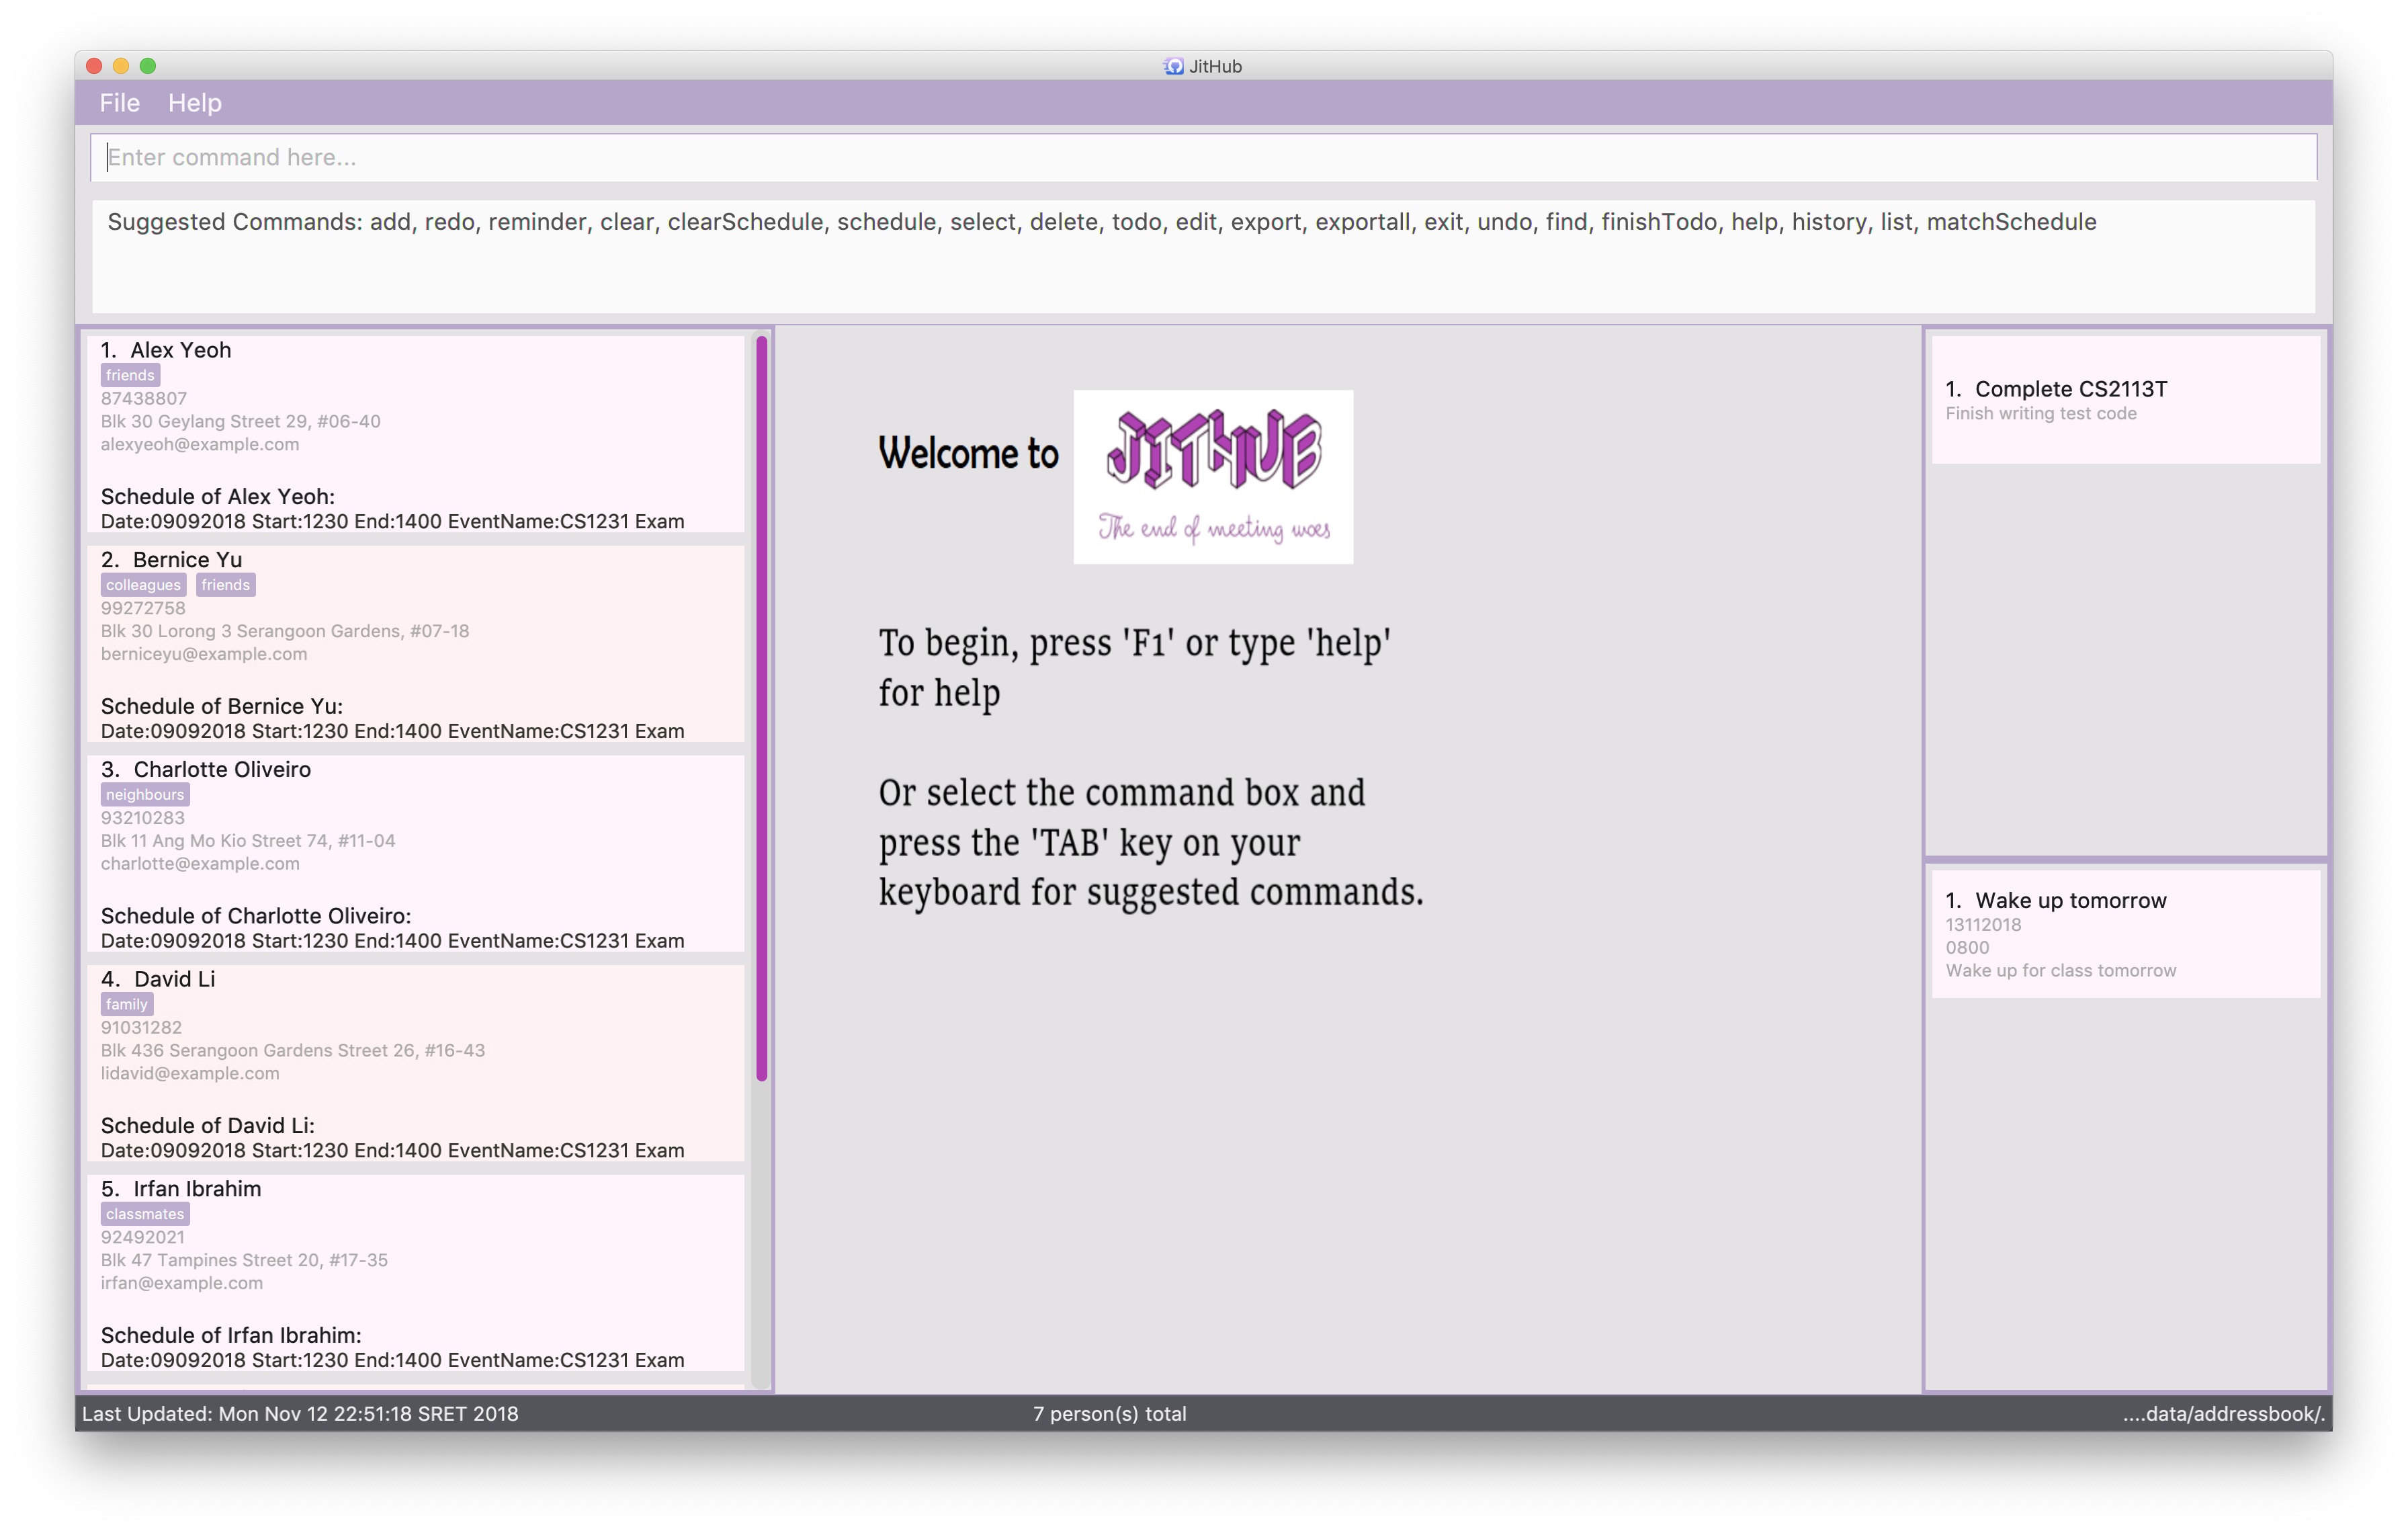 JitHub
File Help
Enter command here...
Suggested Commands: add, redo, reminder, clear, clearSchedule, schedule, select, delete, todo, edit, export, exportall, exit, undo, find, finishTodo, help, history, list, matchSchedule
1. Alex Yeoh
friends
87438807
Blk 30 Geylang Street 29, #06-40
alexyeoh@example.com
Schedule of Alex Yeoh:
Date:09092018 Start:1230 End:1400 EventName:CS1231 Exam
2. Bernice Yu
colleagues friends
99272758
Blk 30 Lorong 3 Serangoon Gardens, #07-18
berniceyu@example.com
Schedule of Bernice Yu:
Date:09092018 Start:1230 End:1400 EventName:CS1231 Exam
3. Charlotte Oliveiro
neighbours
93210283
Blk 11 Ang Mo Kio Street 74, #11-04
charlotte@example.com
Schedule of Charlotte Oliveiro:
Date:09092018 Start:1230 End:1400 EventName:CS1231 Exam
4. David Li
family
91031282
Blk 436 Serangoon Gardens Street 26, #16-43
lidavid@example.com
Schedule of David Li:
Date:09092018 Start:1230 End:1400 EventName:CS1231 Exam
5. Irfan Ibrahim
classmates
92492021
Blk 47 Tampines Street 20, #17-35
irfan@example.com
Schedule of Irfan Ibrahim:
Date:09092018 Start:1230 End:1400 EventName:CS1231 Exam
Welcome to JITHUB
The end of meeting woes
To begin, press 'F1' or type 'help'
for help
Or select the command box and
press the 'TAB' key on your
keyboard for suggested commands.
1. Complete CS2113T
Finish writing test code
1. Wake up tomorrow
13112018
0800
Wake up for class tomorrow
Last Updated: Mon Nov 12 22:51:18 SRET 2018
7 person(s) total
....data/addressbook/.